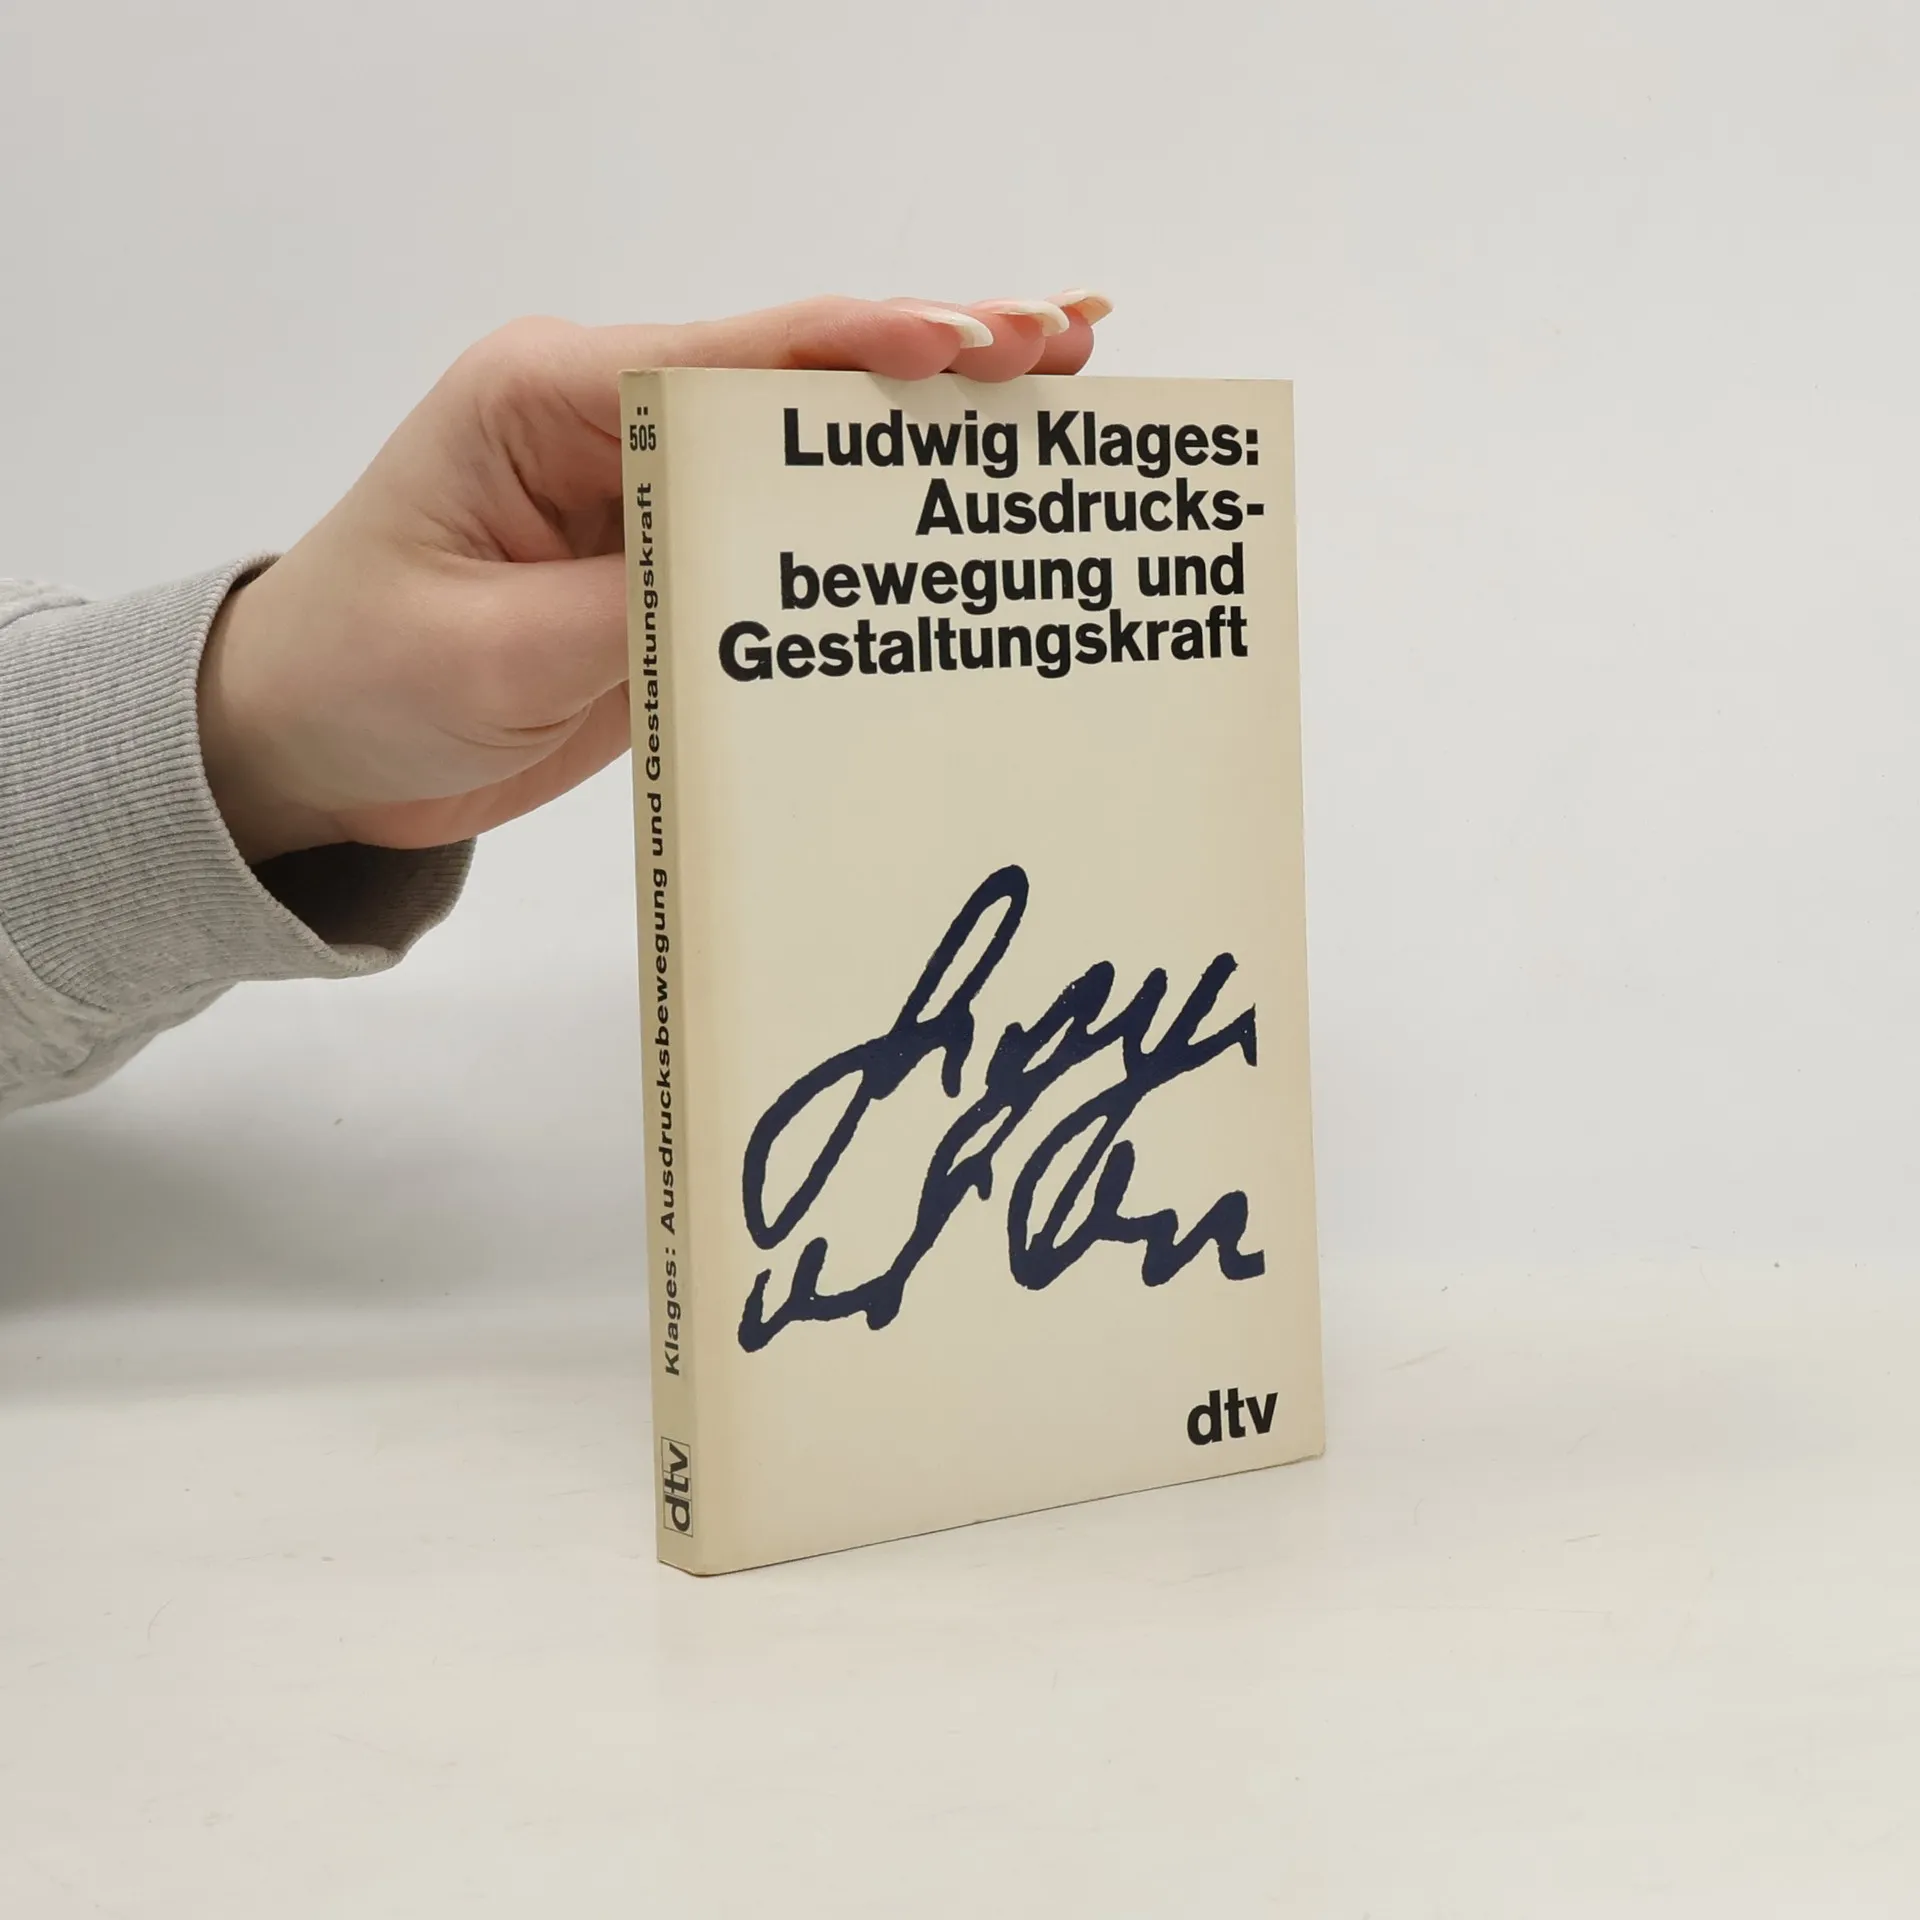 Ludwig Klages:
Ausdrucks-
bewegung und
Gestaltungskraft
dtv
505
Klages: Ausdrucksbewegung und Gestaltungskraft
dtv